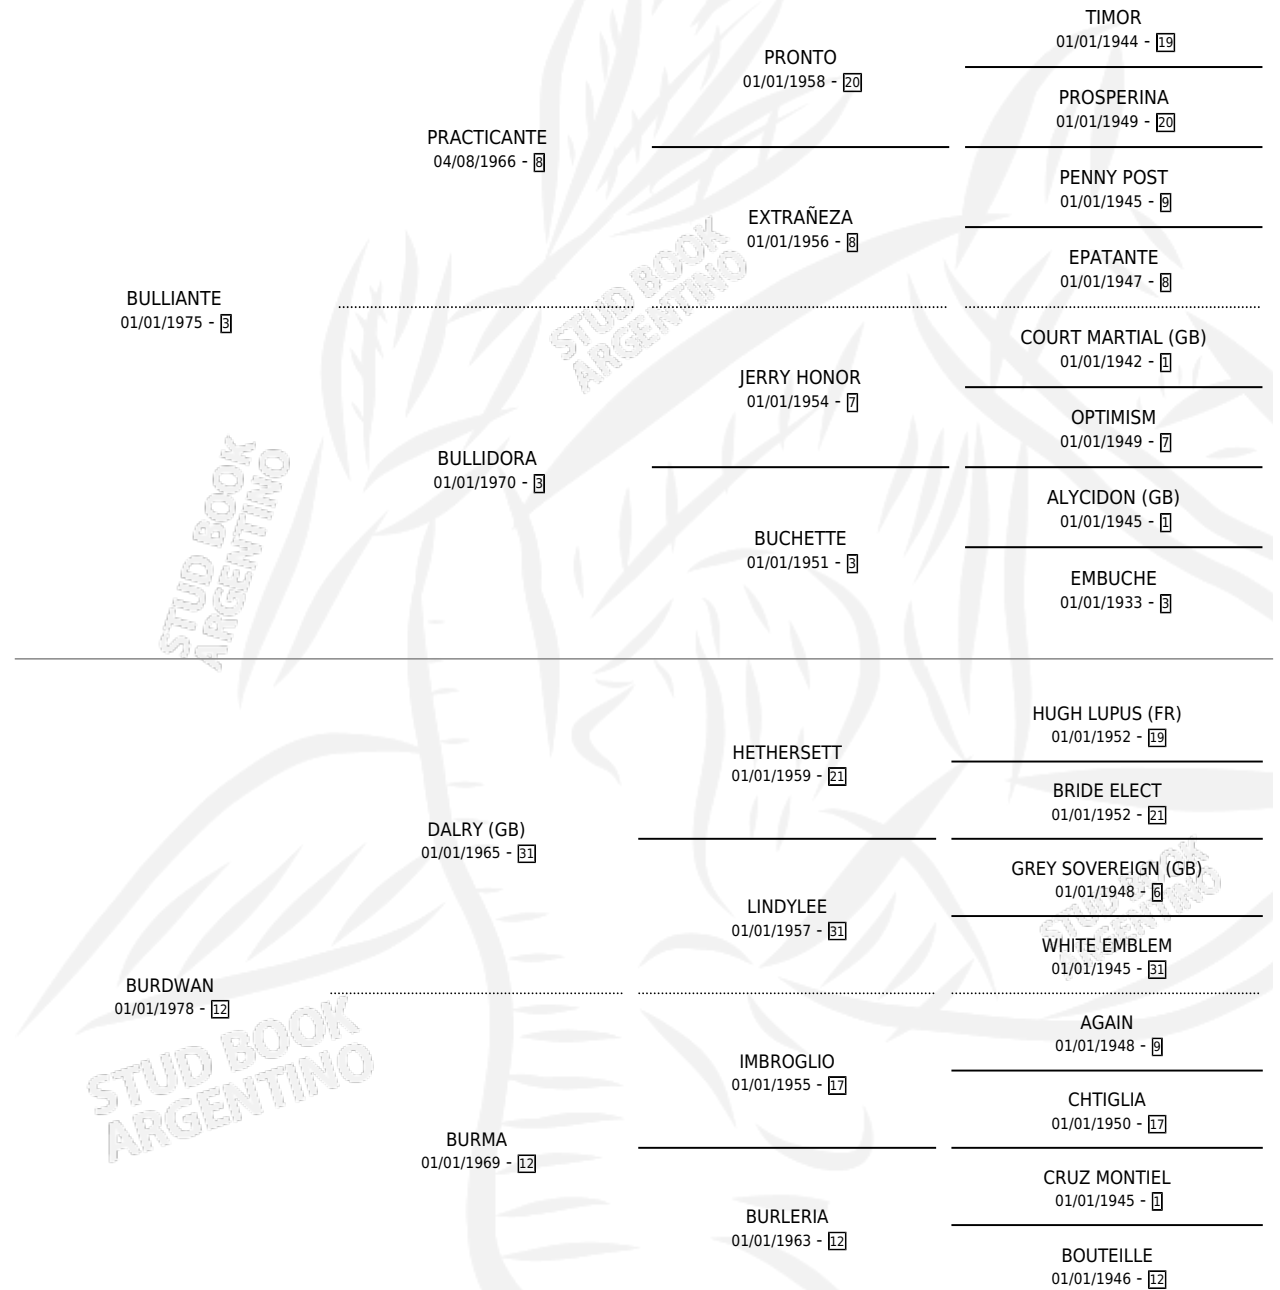 TIMOR
01/01/1944 - 19
PRONTO
01/01/1958 - 20
PROSPERINA
01/01/1949 - 20
PRACTICANTE
04/08/1966 - 8
PENNY POST
01/01/1945 - 9
EXTRAÑEZA
01/01/1956 - 8
EPATANTE
01/01/1947 - 8
BULLIANTE
01/01/1975 - 3
COURT MARTIAL (GB)
01/01/1942 - 1
JERRY HONOR
01/01/1954 - 7
OPTIMISM
01/01/1949 - 7
BULLIDORA
01/01/1970 - 3
ALYCIDON (GB)
01/01/1945 - 1
BUCHETTE
01/01/1951 - 3
EMBUCHE
01/01/1933 - 3
STUD BOOK
ARGENTINO
STUD BOOK
ARGENTINO
HUGH LUPUS (FR)
01/01/1952 - 19
HETHERSETT
01/01/1959 - 21
BRIDE ELECT
01/01/1952 - 21
DALRY (GB)
01/01/1965 - 31
GREY SOVEREIGN (GB)
01/01/1948 - 6
LINDYLEE
01/01/1957 - 31
WHITE EMBLEM
01/01/1945 - 31
BURDWAN
01/01/1978 - 12
AGAIN
01/01/1948 - 9
IMBROGLIO
01/01/1955 - 17
CHTIGLIA
01/01/1950 - 17
BURMA
01/01/1969 - 12
CRUZ MONTIEL
01/01/1945 - 1
BURLERIA
01/01/1963 - 12
BOUTEILLE
01/01/1946 - 12
STUD BOOK
ARGENTINO
STUD BOOK
ARGENTINO